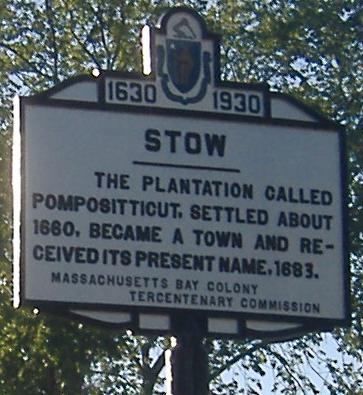 1630 1930
STOW
THE PLANTATION CALLED
POMPOSITTICUT, SETTLED ABOUT
1660, BECAME A TOWN AND RE-
CEIVED ITS PRESENT NAME, 1683.
MASSACHUSETTS BAY COLONY
TERCENTENARY COMMISSION